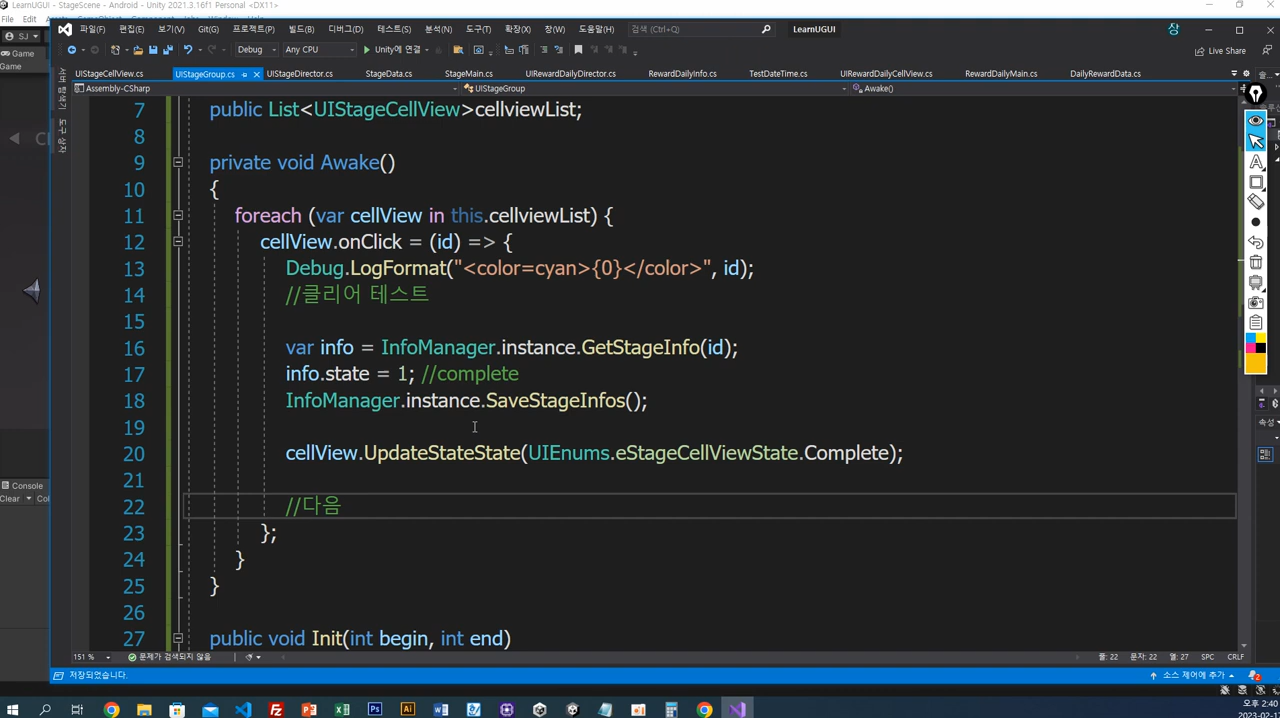 LearnUGUI - StageScene - Android - Unity 2021.3.16f1 Personal <DX11>
파일(F) 편집(E) 보기(V) Git(G) 프로젝트(P) 빌드(B) 디버그(D) 테스트(S) 분석(N) 도구(T) 확장(X) 창(W) 도움말(H) 검색 (Ctrl+Q) LearnUGUI
SJ
Debug Any CPU Unity에 연결 Live Share
Game
Game
UIStageCellView.cs UIStageGroup.cs UIStageDirector.cs StageData.cs StageMain.cs UIRewardDailyDirector.cs RewardDailyInfo.cs TestDateTime.cs UIRewardDailyCellView.cs RewardDailyMain.cs DailyRewardData.cs
Assembly-CSharp UIStageGroup Awake()
7 public List<UIStageCellView>cellviewList;
8
9 private void Awake()
10 {
11 foreach (var cellView in this.cellviewList) {
12 cellView.onClick = (id) => {
13 Debug.LogFormat("<color=cyan>{0}</color>", id);
14 //클리어 테스트
15
16 var info = InfoManager.instance.GetStageInfo(id);
17 info.state = 1; //complete
18 InfoManager.instance.SaveStageInfos();
19
20 cellView.UpdateStateState(UIEnums.eStageCellViewState.Complete);
21
22 //다음
23 };
24 }
25 }
26
27 public void Init(int begin, int end)
Console
Clear
속성
151 % 문제가 검색되지 않음 줄: 22 문자: 22 열: 27 SPC CRLF
저장되었습니다. 소스 제어에 추가 2
오후 2:40